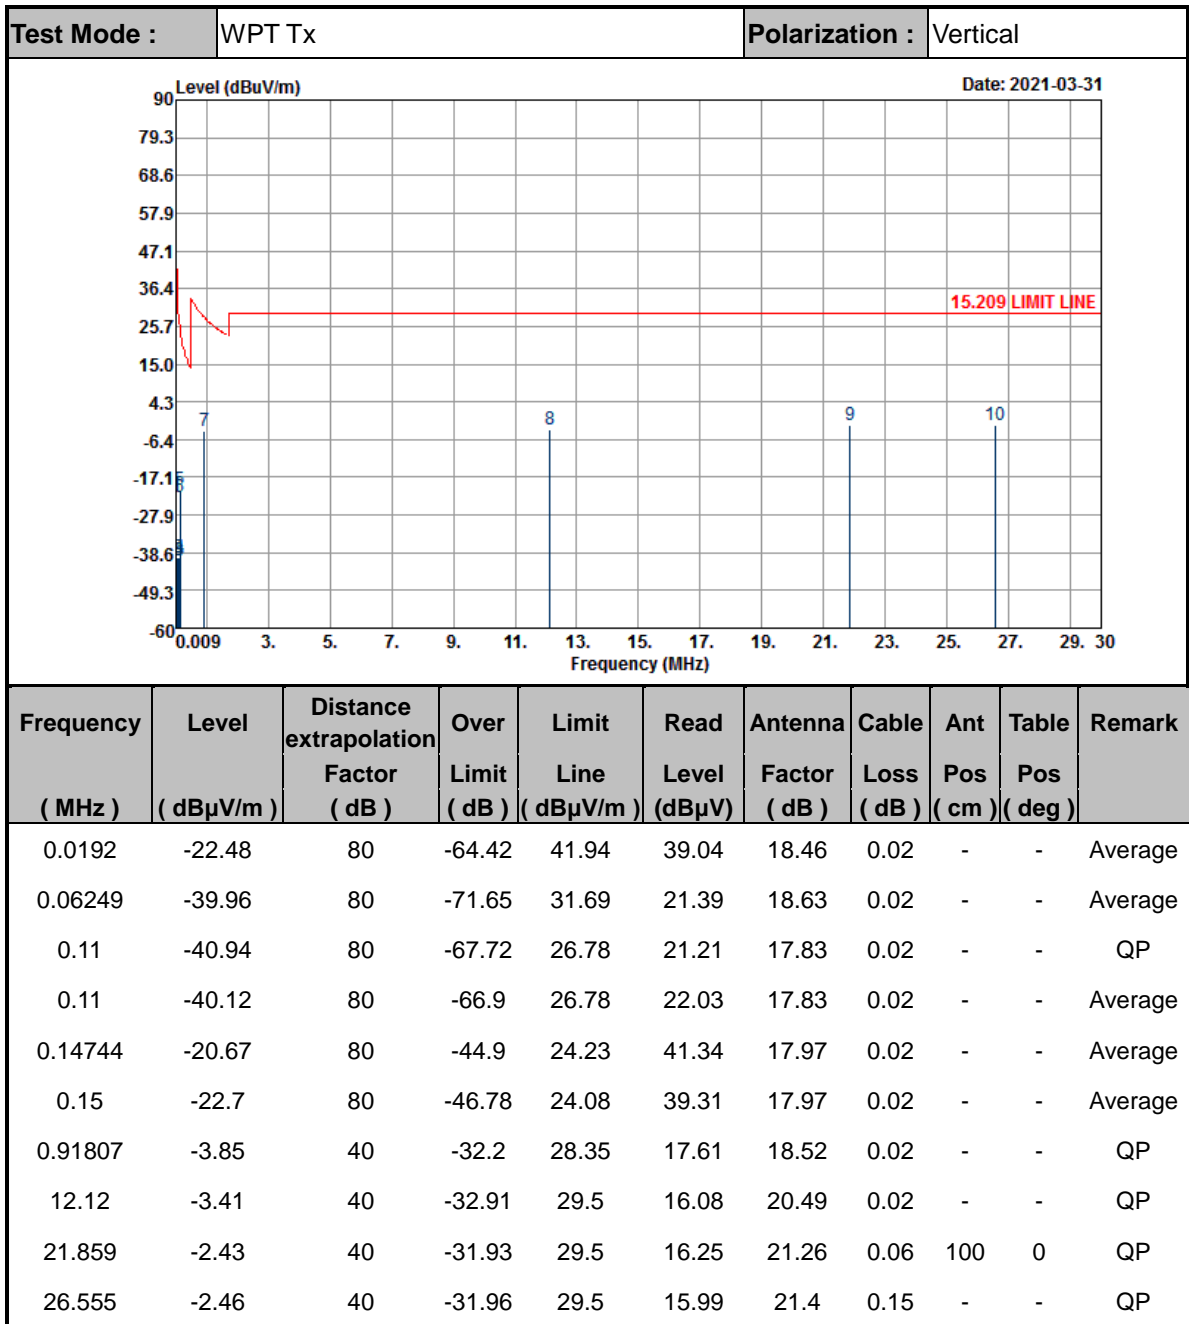 Test Mode : WPT Tx Polarization : Vertical
Level (dBuV/m) Date: 2021-03-31
90
79.3
68.6
57.9
47.1
36.4
25.7
15.0
4.3
-6.4
-17.1
-27.9
-38.6
-49.3
-60
15.209 LIMIT LINE
7 8 9 10
0.009 3. 5. 7. 9. 11. 13. 15. 17. 19. 21. 23. 25. 27. 29. 30
Frequency (MHz)
Frequency Level Distance extrapolation Over Limit Read Antenna Cable Ant Table Remark
Factor Limit Line Level Factor Loss Pos Pos
( MHz ) ( dBµV/m ) ( dB ) ( dB ) ( dBµV/m ) (dBµV) ( dB ) ( dB ) ( cm ) ( deg )
0.0192 -22.48 80 -64.42 41.94 39.04 18.46 0.02 - - Average
0.06249 -39.96 80 -71.65 31.69 21.39 18.63 0.02 - - Average
0.11 -40.94 80 -67.72 26.78 21.21 17.83 0.02 - - QP
0.11 -40.12 80 -66.9 26.78 22.03 17.83 0.02 - - Average
0.14744 -20.67 80 -44.9 24.23 41.34 17.97 0.02 - - Average
0.15 -22.7 80 -46.78 24.08 39.31 17.97 0.02 - - Average
0.91807 -3.85 40 -32.2 28.35 17.61 18.52 0.02 - - QP
12.12 -3.41 40 -32.91 29.5 16.08 20.49 0.02 - - QP
21.859 -2.43 40 -31.93 29.5 16.25 21.26 0.06 100 0 QP
26.555 -2.46 40 -31.96 29.5 15.99 21.4 0.15 - - QP